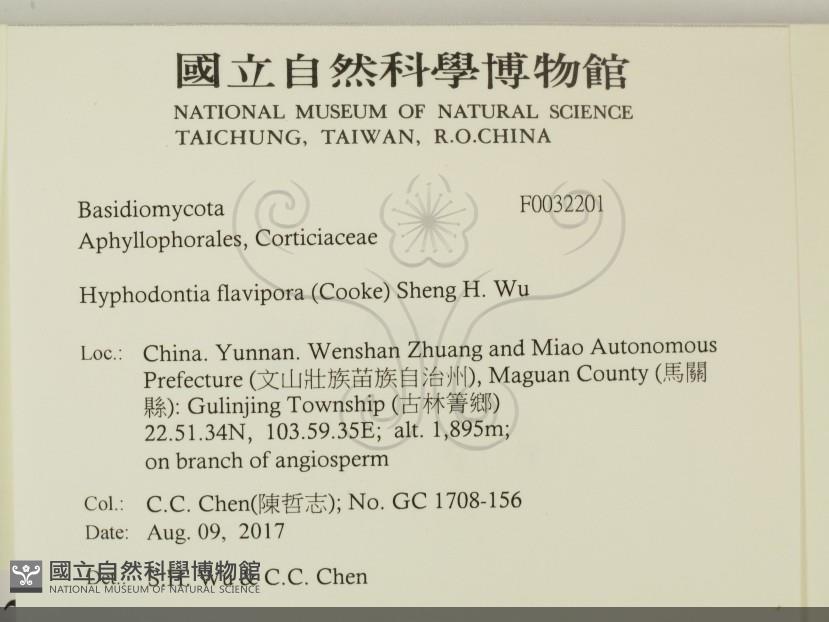 國立自然科學博物館
NATIONAL MUSEUM OF NATURAL SCIENCE
TAICHUNG, TAIWAN, R.O.CHINA
Basidiomycota F0032201
Aphyllophorales, Corticiaceae
Hyphodontia flavipora (Cooke) Sheng H. Wu
Loc.: China. Yunnan. Wenshan Zhuang and Miao Autonomous
Prefecture (文山壯族苗族自治州), Maguan County (馬關
縣): Gulinjing Township (古林箐鄉)
22.51.34N, 103.59.35E; alt. 1,895m;
on branch of angiosperm
Col.: C.C. Chen(陳哲志); No. GC 1708-156
Date: Aug. 09, 2017
Det.: S.H. Wu & C.C. Chen
國立自然科學博物館
NATIONAL MUSEUM OF NATURAL SCIENCE